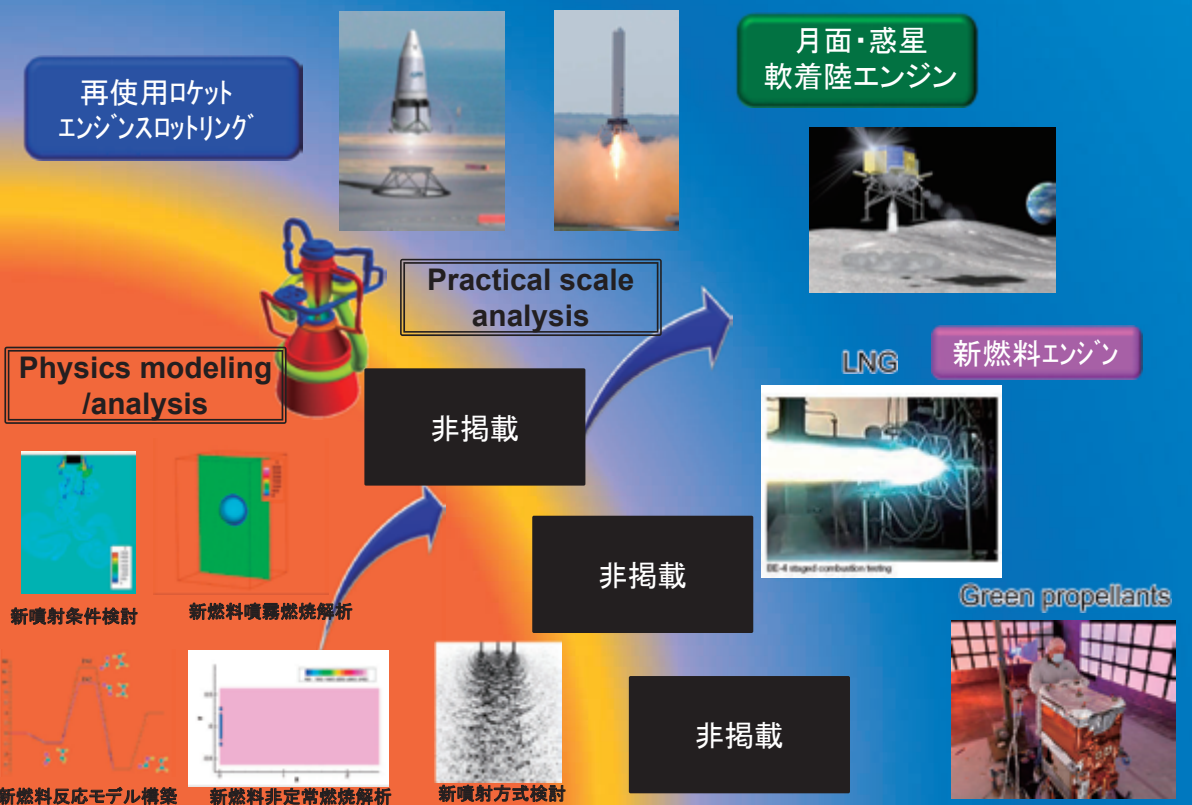 再使用ロケット
エンジンスロットリング
月面・惑星
軟着陸エンジン
Practical scale
analysis
Physics modeling
/analysis
LNG
新燃料エンジン
非掲載
BE-4 staged combustion testing
非掲載
新噴射条件検討
新燃料噴霧燃焼解析
Green propellants
非掲載
新燃料反応モデル構築
新燃料非定常燃焼解析
新噴射方式検討